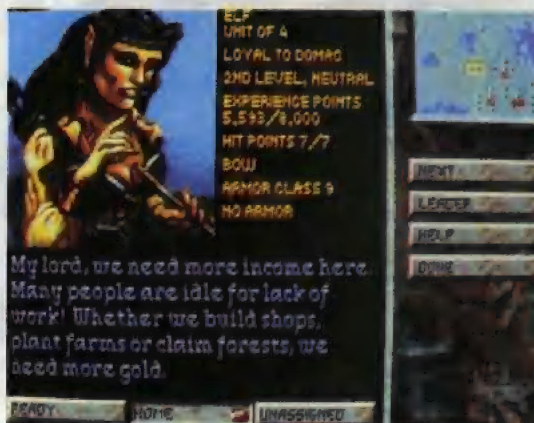 ELF
UNIT OF 4
LOYAL TO DOMAG
2ND LEVEL, NEUTRAL
EXPERIENCE POINTS
5,593/8,000
HIT POINTS 7/7
BOW
ARMOR CLASS 9
NO ARMOR
My lord, we need more income here.
Many people are idle for lack of
work! Whether we build shops,
plant farms or claim forests, we
need more gold.
READY
HOME
UNASSIGNED
NEXT
LEADER
HELP
DONE